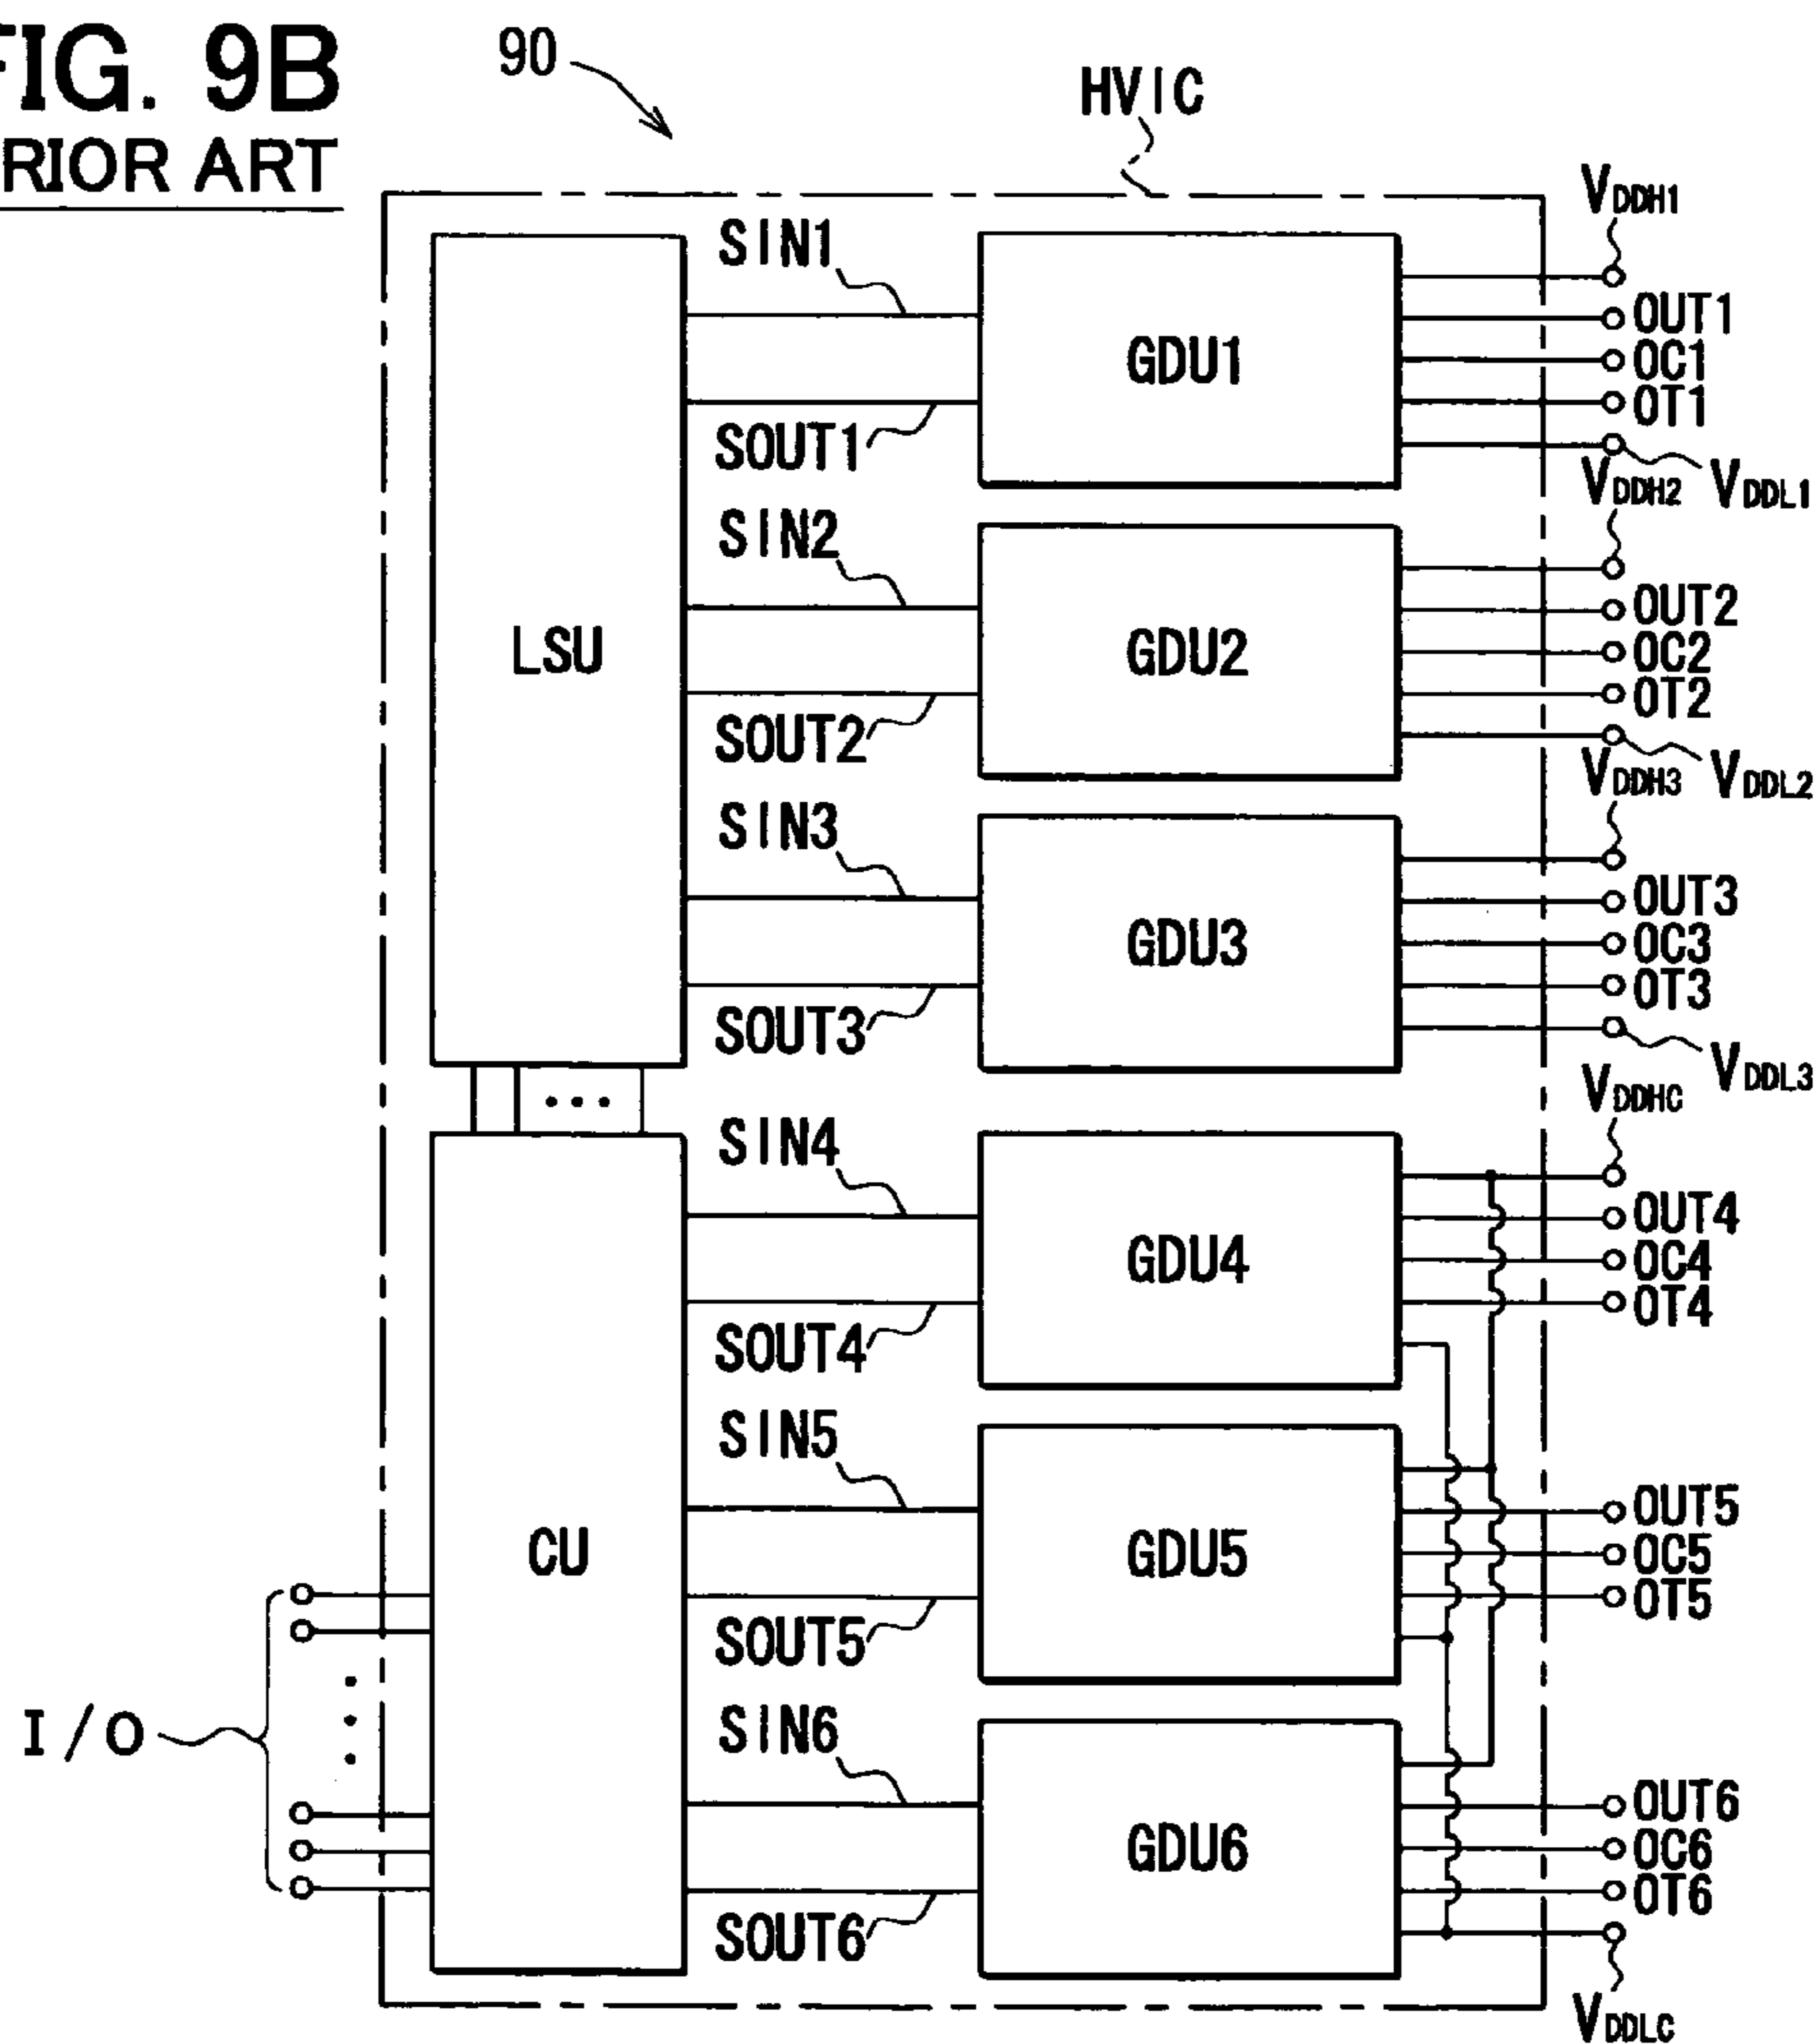 FIG. 9B
PRIOR ART
90
HVIC
VDDH1
SIN1
OUT1
GDU1
OC1
OT1
SOUT1
VDDL1
VDDH2
SIN2
OUT2
LSU
GDU2
OC2
OT2
SOUT2
VDDL2
VDDH3
SIN3
OUT3
GDU3
OC3
OT3
SOUT3
VDDL3
VDDHC
...
SIN4
OUT4
GDU4
OC4
OT4
SOUT4
SIN5
OUT5
CU
GDU5
OC5
OT5
SOUT5
I/O
SIN6
OUT6
GDU6
OC6
OT6
SOUT6
VDDLC